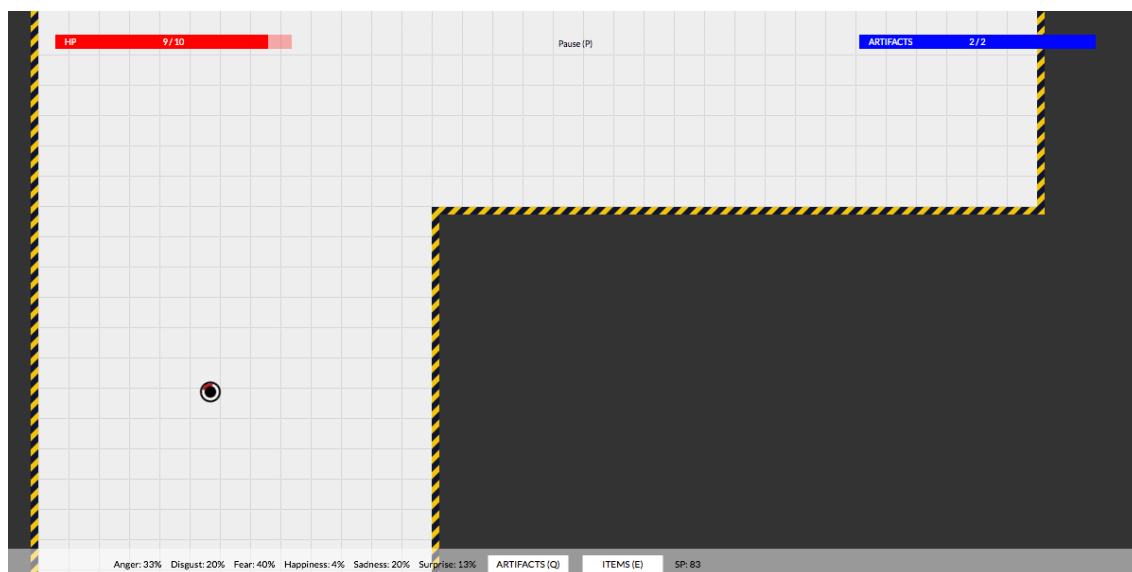 HP 9/10
Pause (P)
ARTIFACTS 2/2
Anger: 33% Disgust: 20% Fear: 40% Happiness: 4% Sadness: 20% Surprise: 13% ARTIFACTS (Q) ITEMS (E) SP: 83